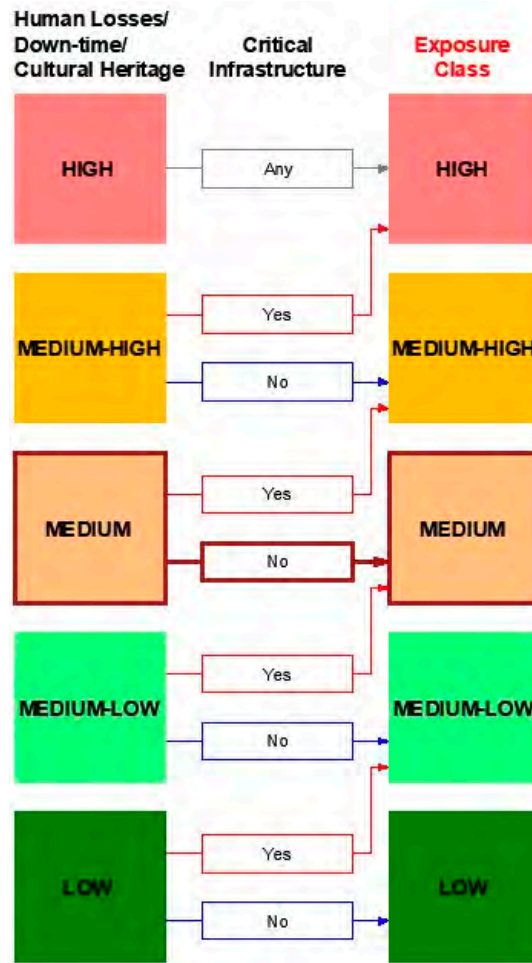 Human Losses/
Down-time/
Cultural Heritage
Critical
Infrastructure
Exposure
Class
HIGH
Any
HIGH
MEDIUM-HIGH
Yes
No
MEDIUM-HIGH
MEDIUM
Yes
No
MEDIUM
MEDIUM-LOW
Yes
No
MEDIUM-LOW
LOW
Yes
No
LOW